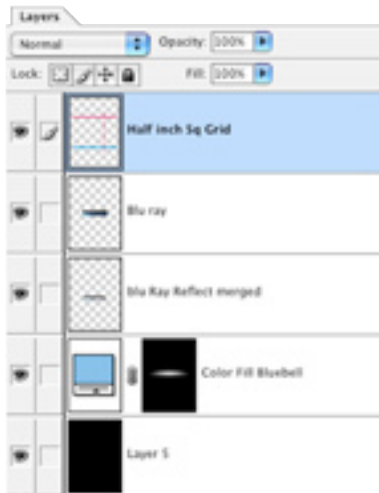 Layers
Normal Opacity: 100%
Lock: Fill: 100%
Half inch Sq Grid
Blu ray
blu Ray Reflect merged
Color Fill Bluebell
Layer 5